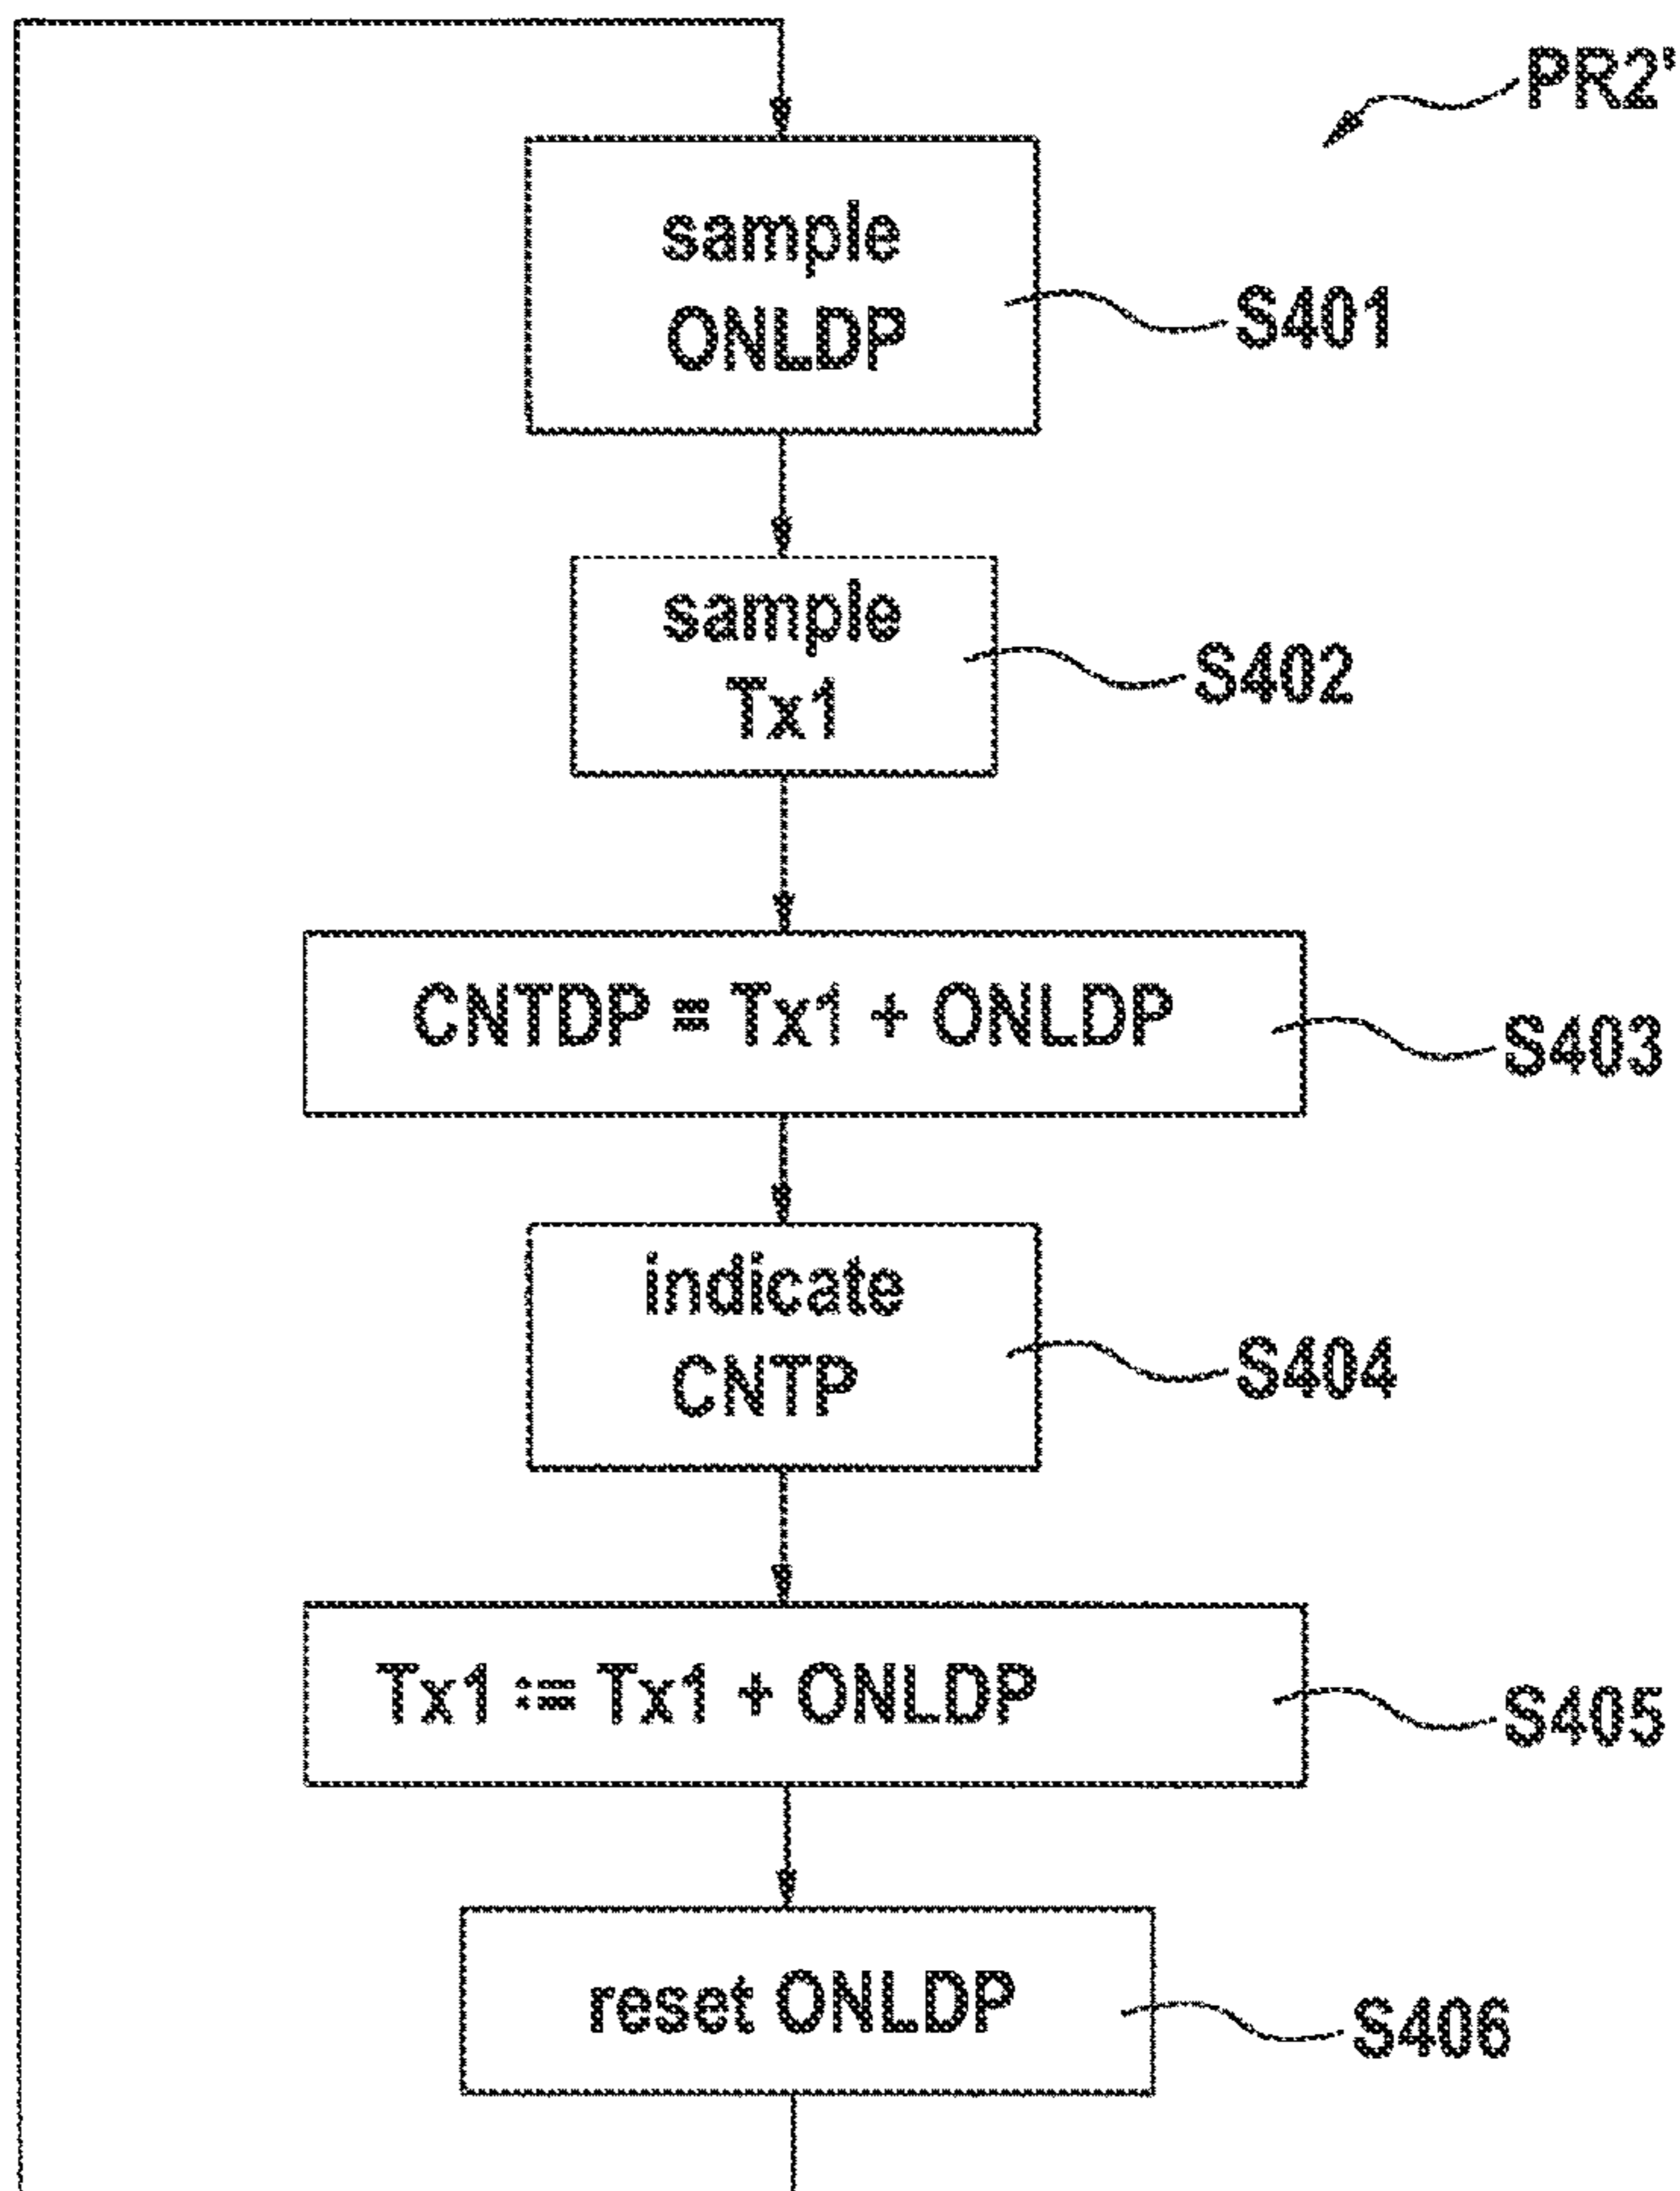 PR2'
sample
ONLDP
S401
sample
Tx1
S402
CNTDP = Tx1 + ONLDP
S403
indicate
CNTP
S404
Tx1 := Tx1 + ONLDP
S405
reset ONLDP
S406